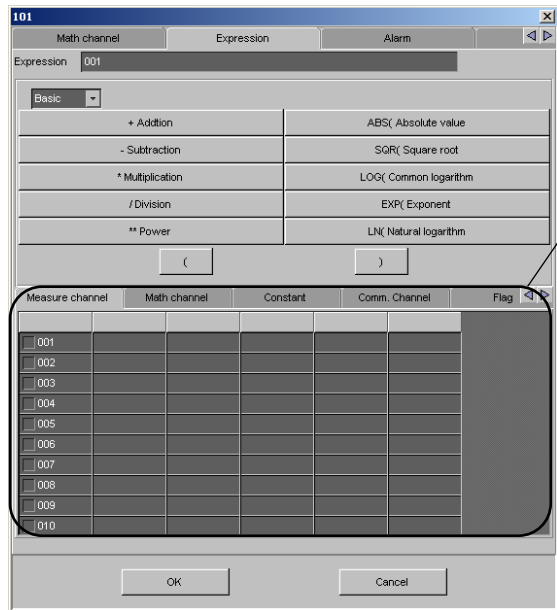 101
Math channel Expression Alarm
Expression 001
Basic
+ Addtion ABS( Absolute value
- Subtraction SQR( Square root
* Multiplication LOG( Common logarithm
/ Division EXP( Exponent
** Power LN( Natural logarithm
( )
Measure channel Math channel Constant Comm. Channel Flag
001
002
003
004
005
006
007
008
009
010
OK Cancel